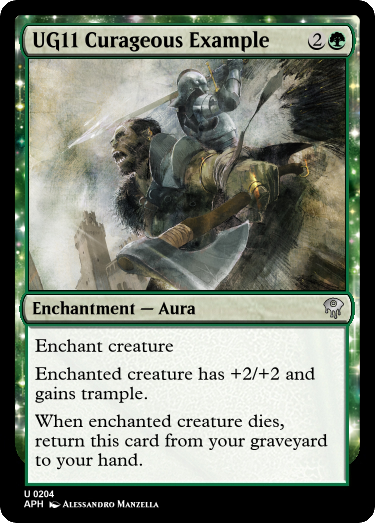 UG11 Curageous Example 2
Enchantment — Aura
Enchant creature
Enchanted creature has +2/+2 and
gains trample.
When enchanted creature dies,
return this card from your graveyard
to your hand.
U 0204
APH Alessandro Manzella